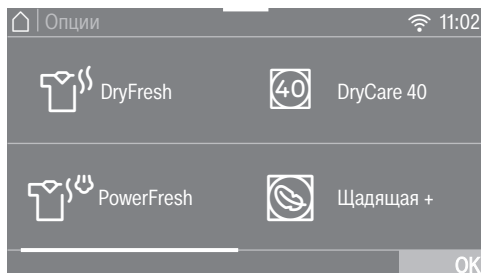 Опции
11:02
DryFresh
40
DryCare 40
PowerFresh
Щадящая +
OK